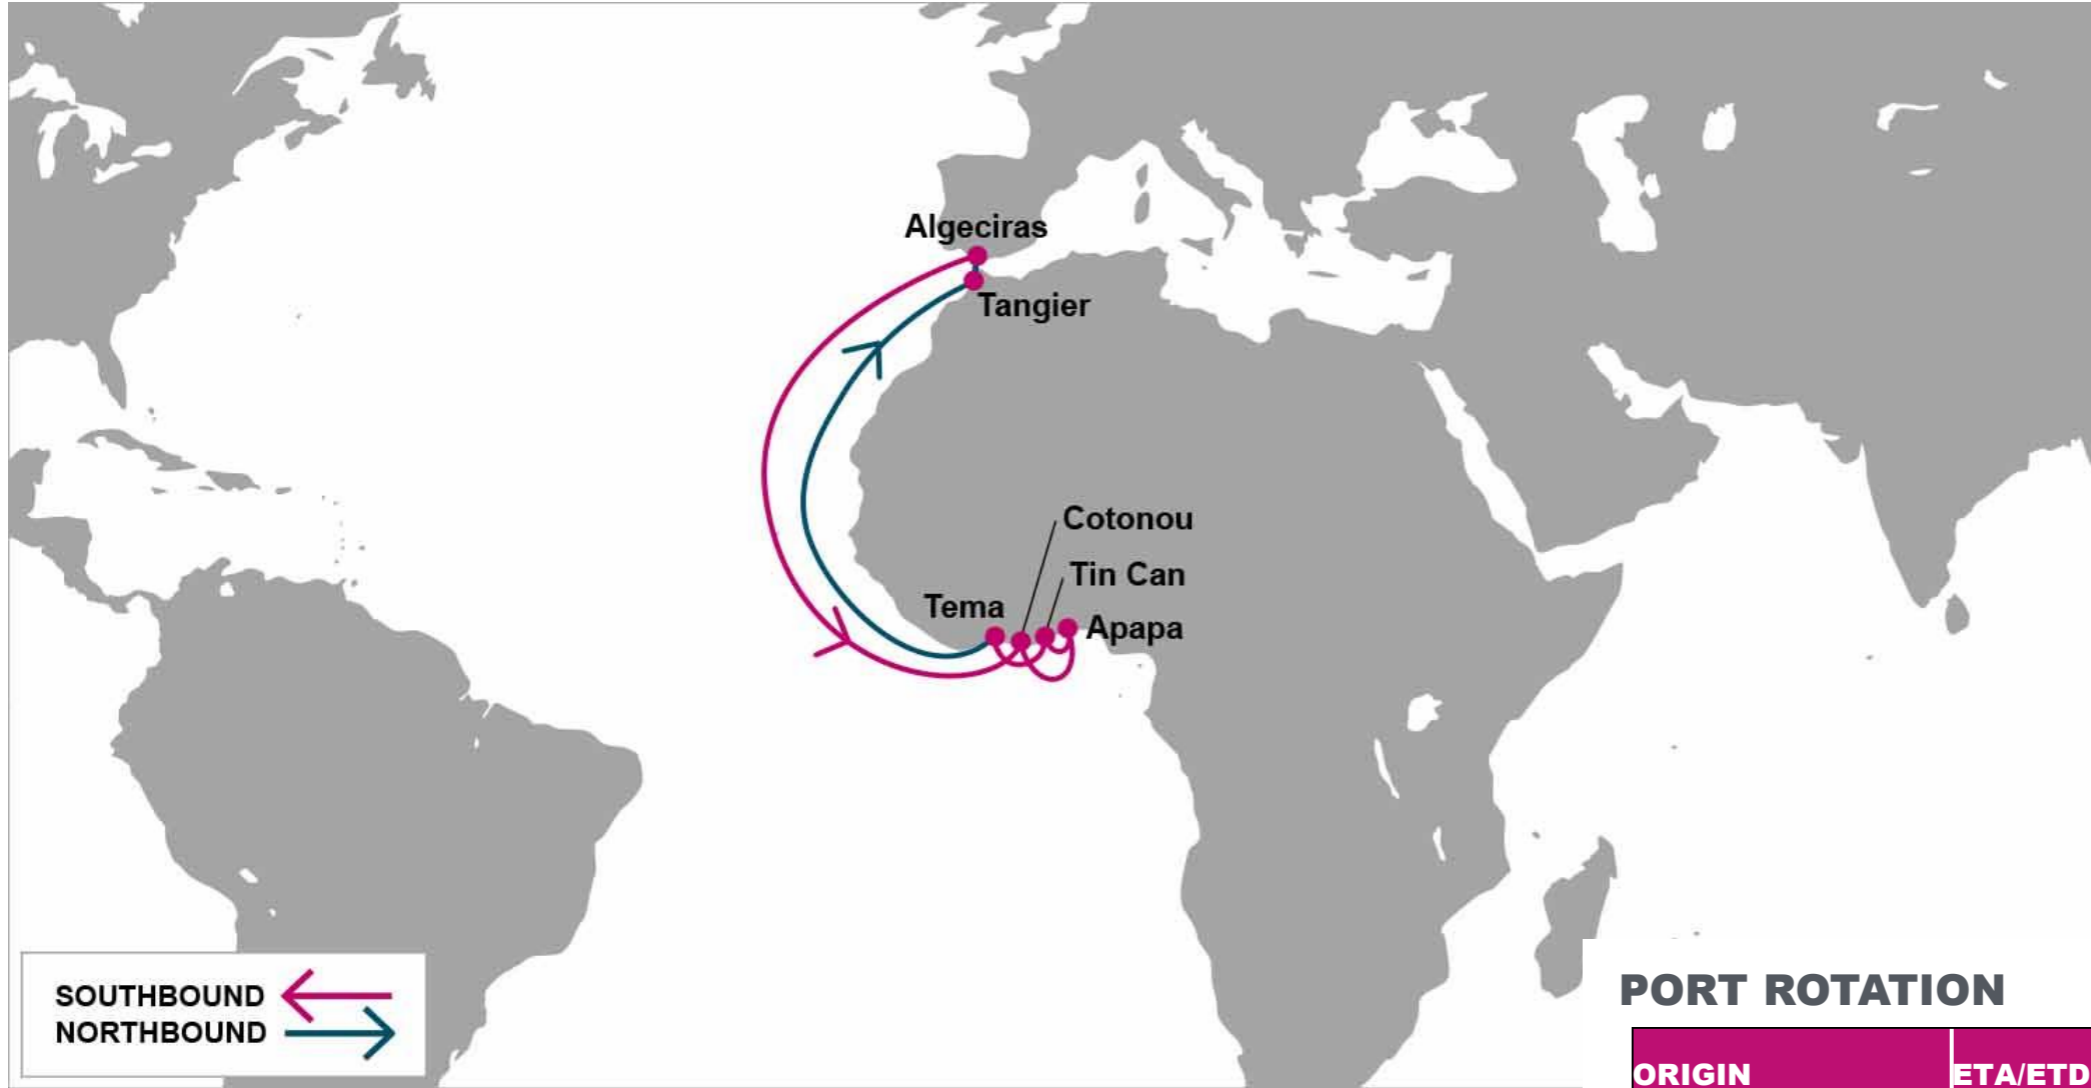 Algeciras
Tangier
Cotonou
Tin Can
Tema
Apapa
SOUTHBOUND
NORTHBOUND
PORT ROTATION
ORIGIN ETA/ETD